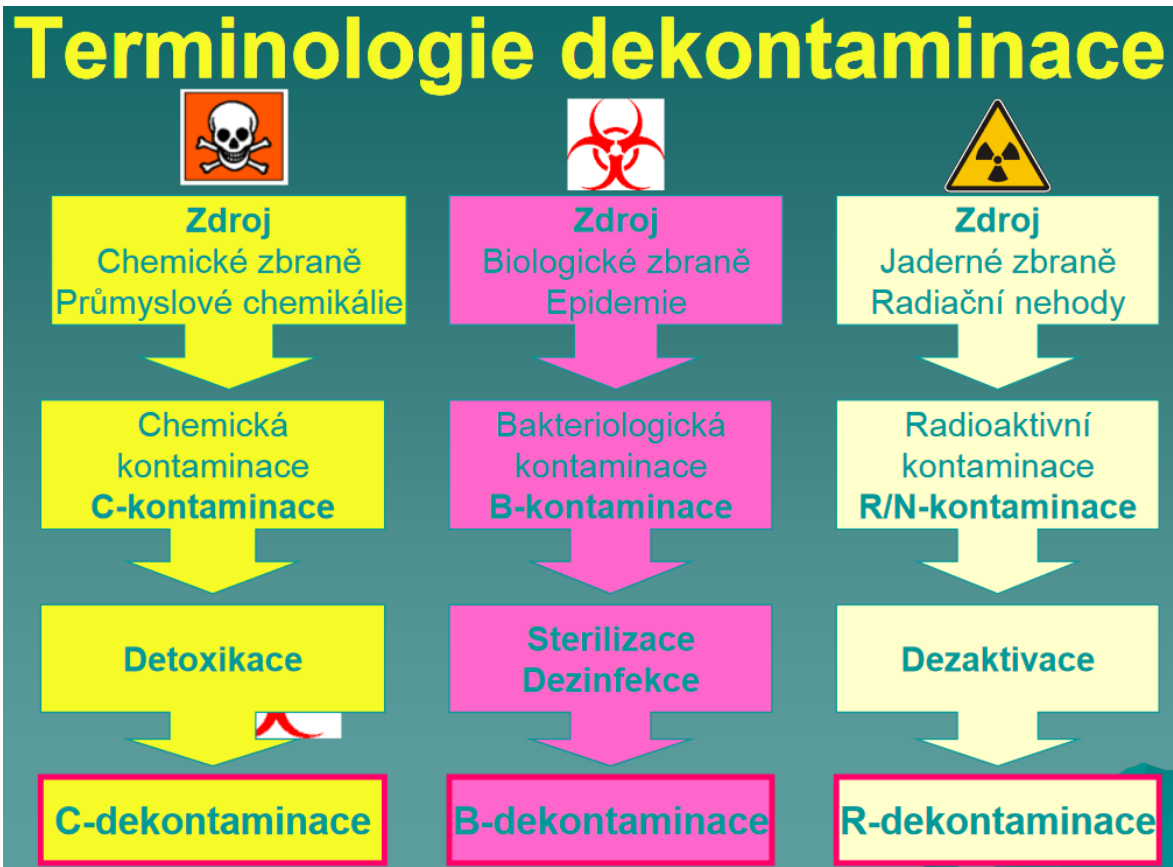 Terminologie dekontaminace
Zdroj
Chemické zbraně
Průmyslové chemikálie
Chemická
kontaminace
C-kontaminace
Detoxikace
C-dekontaminace
Zdroj
Biologické zbraně
Epidemie
Bakteriologická
kontaminace
B-kontaminace
Sterilizace
Dezinfekce
B-dekontaminace
Zdroj
Jaderné zbraně
Radiační nehody
Radioaktivní
kontaminace
R/N-kontaminace
Dezaktivace
R-dekontaminace